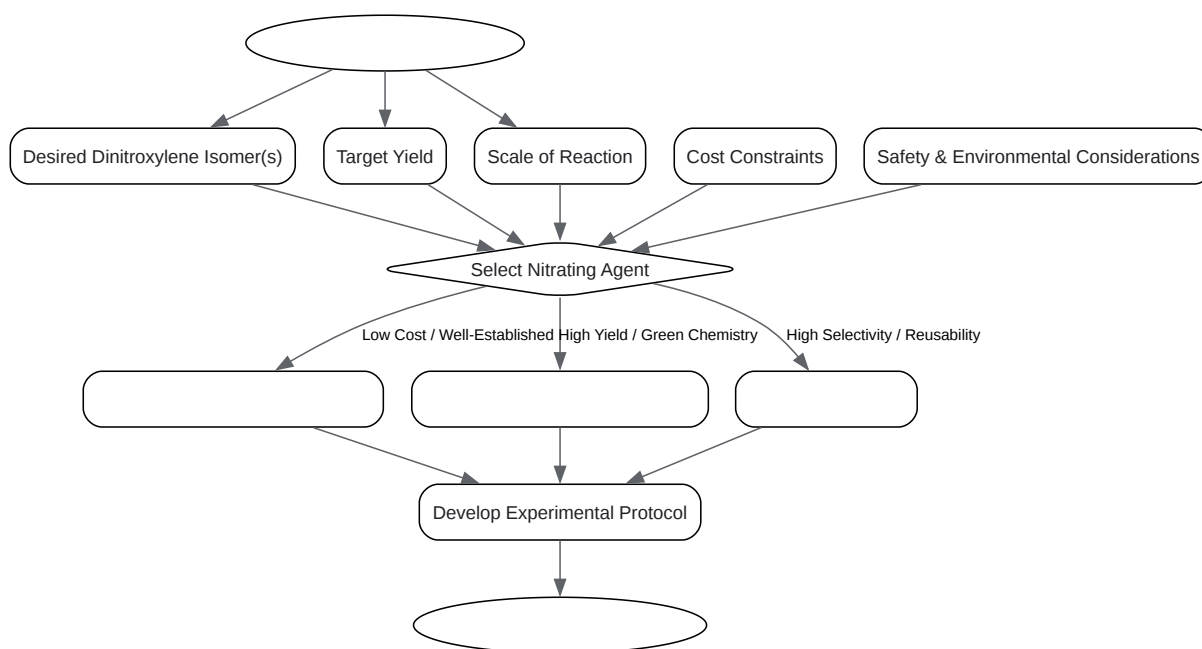 Desired Dinitroxylene Isomer(s)
Target Yield
Scale of Reaction
Cost Constraints
Safety & Environmental Considerations
Select Nitrating Agent
Low Cost / Well-Established
High Yield / Green Chemistry
High Selectivity / Reusability
Develop Experimental Protocol